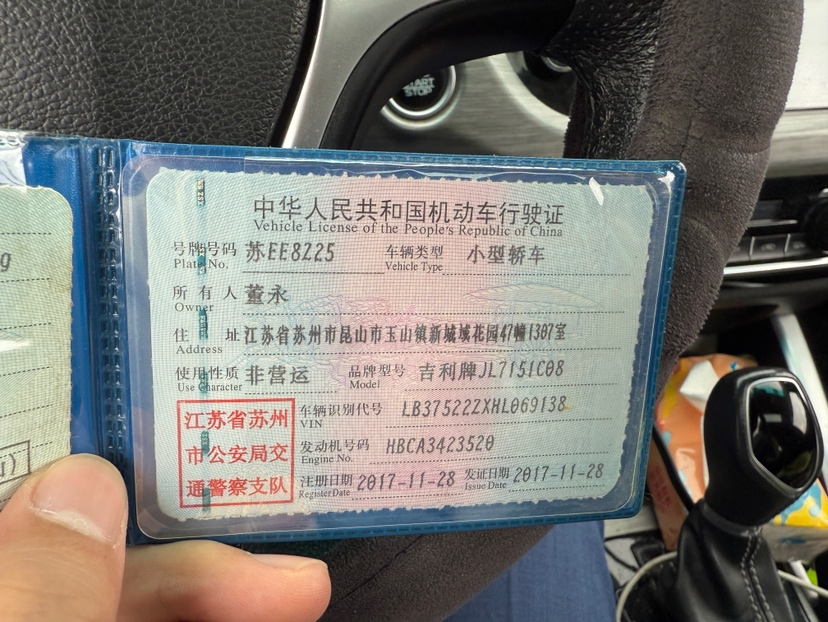 START
STOP
中华人民共和国机动车行驶证
Vehicle License of the People's Republic of China
号牌号码 苏EE8Z25 车辆类型 小型轿车
Plate No. Vehicle Type
所有人 董永
Owner
住址 江苏省苏州市昆山市玉山镇新城域花园47幢1307室
Address
使用性质 非营运 品牌型号 吉利牌JL7151C08
Use Character Model
江苏省苏州
市公安局交
通警察支队
车辆识别代号 LB37522ZXHL069138
VIN
发动机号码 HBCA3423520
Engine No.
注册日期 2017-11-28 发证日期 2017-11-28
Register Date Issue Date